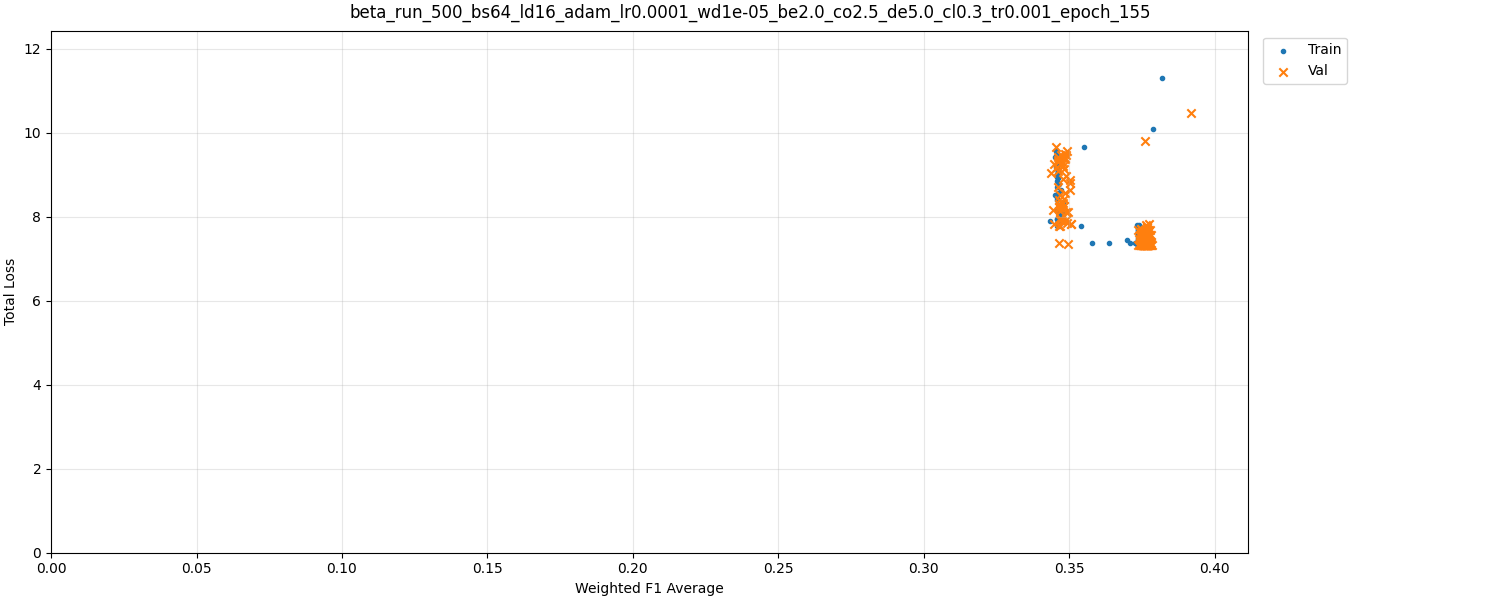 beta_run_500_bs64_ld16_adam_lr0.0001_wd1e-05_be2.0_co2.5_de5.0_cl0.3_tr0.001_epoch_155
Train
Val
12
10
8
6
4
2
0
Total Loss
0.00 0.05 0.10 0.15 0.20 0.25 0.30 0.35 0.40
Weighted F1 Average